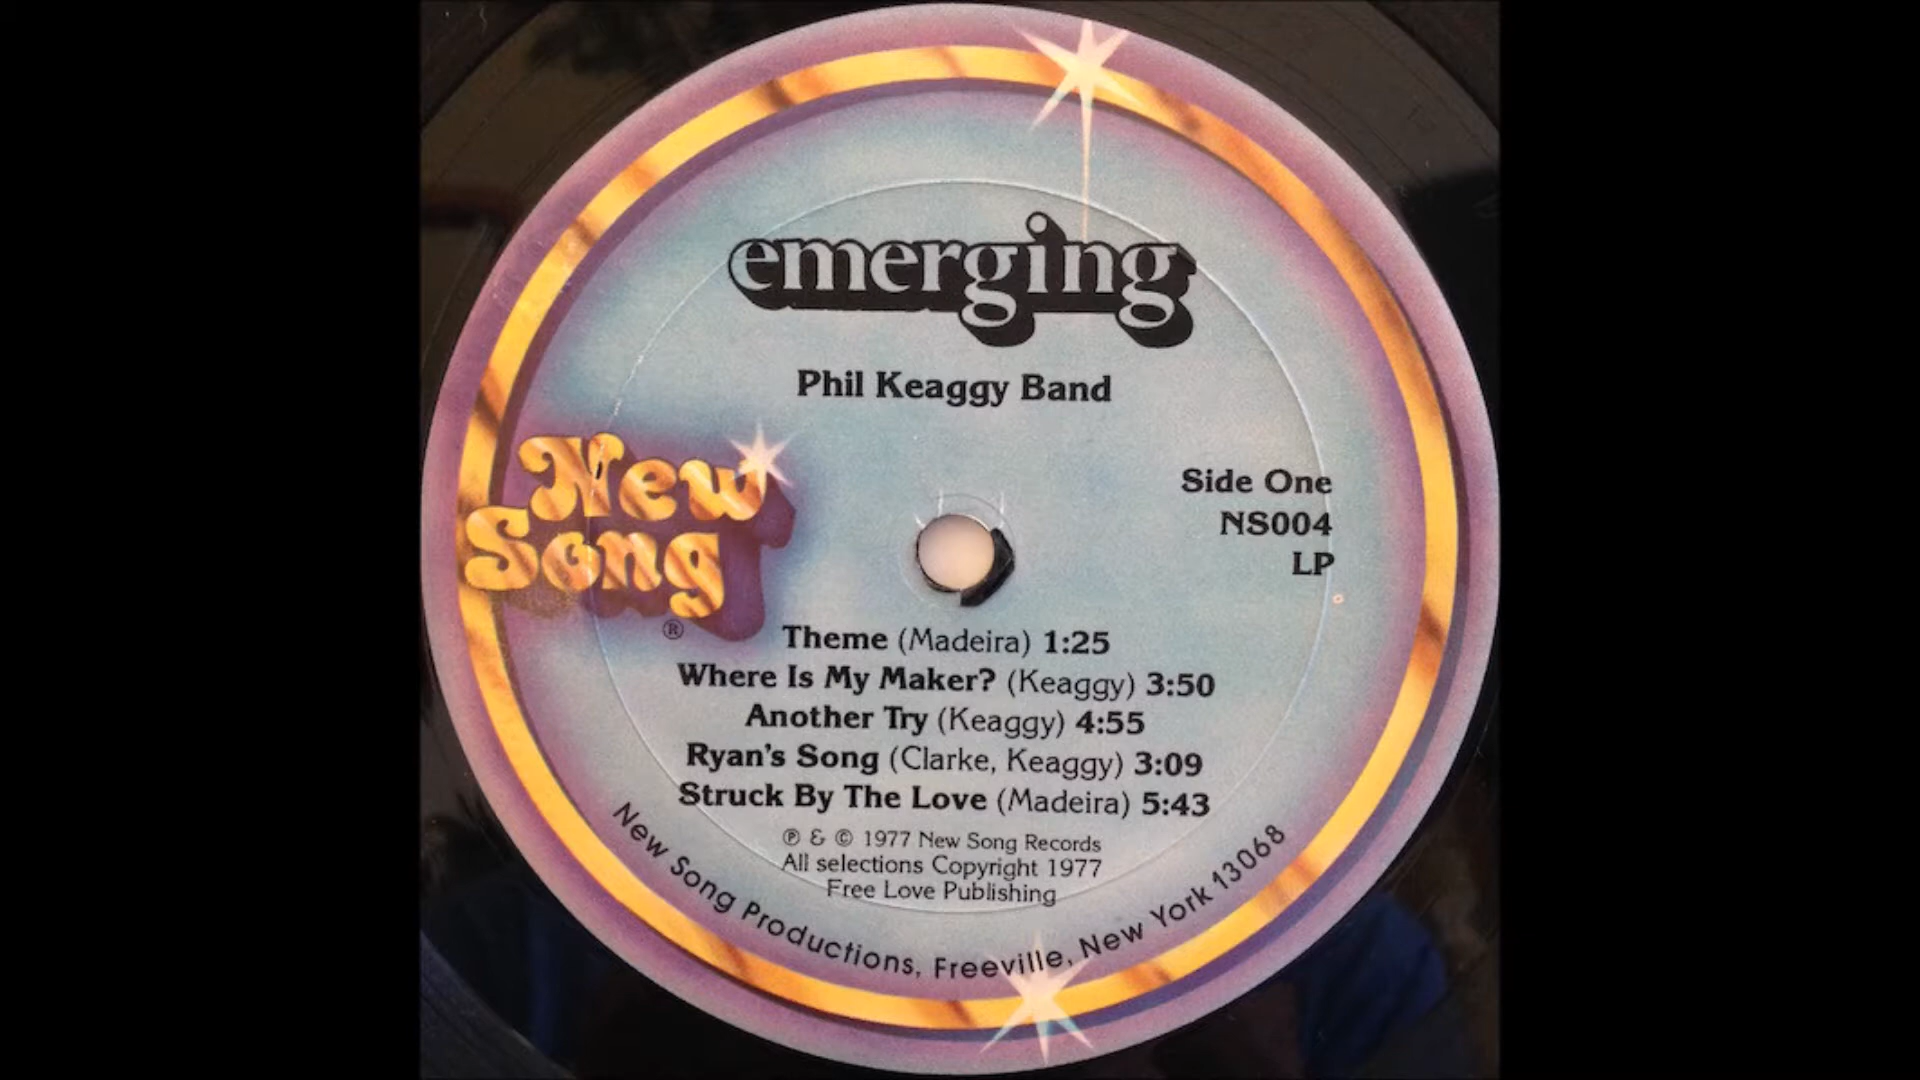 emerging
Phil Keaggy Band
New
Song
®
Side One
NS004
LP
Theme (Madeira) 1:25
Where Is My Maker? (Keaggy) 3:50
Another Try (Keaggy) 4:55
Ryan's Song (Clarke, Keaggy) 3:09
Struck By The Love (Madeira) 5:43
℗ & © 1977 New Song Records
All selections Copyright 1977
Free Love Publishing
New Song Productions, Freeville, New York 13068